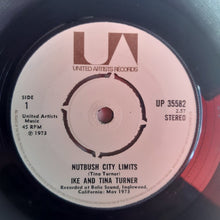 UA
UNITED ARTISTS RECORDS
SIDE
1
United Artists
Music
45 RPM
℗ 1973
UP 35582
2.57
STEREO
NUTBUSH CITY LIMITS
(Tina Turner)
IKE AND TINA TURNER
Recorded at Bolic Sound, Inglewood,
California - May 1973